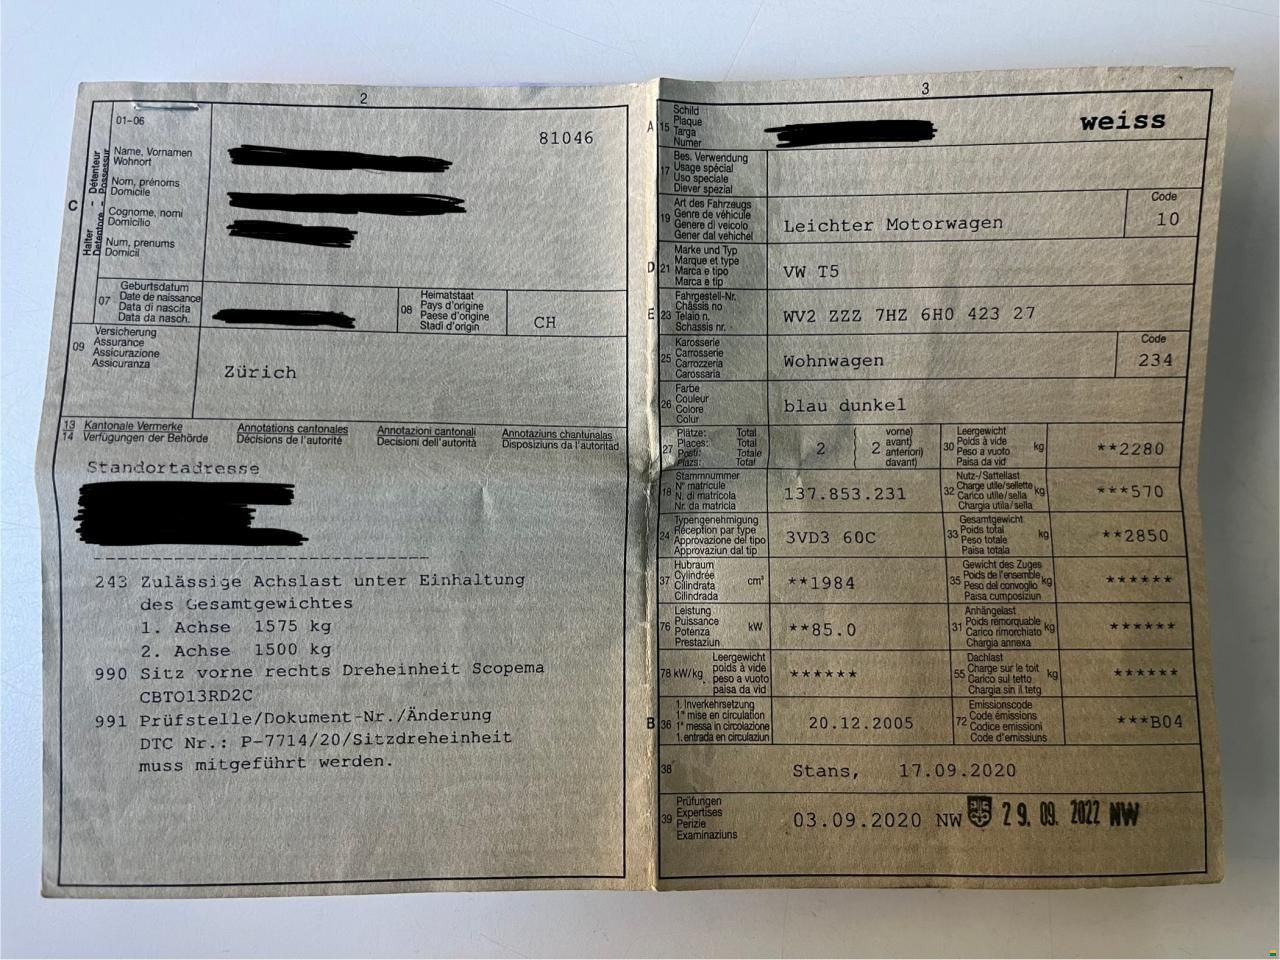 2
01-06
81046
C
Halter - Détenteur
Detentore - Possessur
Name, Vornamen
Wohnort
Nom, prénoms
Domicile
Cognome, nomi
Domicilio
Num, prenums
Domicil
07
Geburtsdatum
Date de naissance
Data di nascita
Data da nasch.
08
Heimatstaat
Pays d'origine
Paese d'origine
Stadi d'origin
CH
09
Versicherung
Assurance
Assicurazione
Assicuranza
Zürich
13
14
Kantonale Vermerke
Verfügungen der Behörde
Annotations cantonales
Décisions de l'autorité
Annotazioni cantonali
Decisioni dell'autorità
Annotaziuns chantunalas
Disposiziuns da l'autoritad
Standortadresse
243 Zulässige Achslast unter Einhaltung
des Gesamtgewichtes
1. Achse 1575 kg
2. Achse 1500 kg
990 Sitz vorne rechts Dreheinheit Scopema
CBTO13RD2C
991 Prüfstelle/Dokument-Nr./Änderung
DTC Nr.: P-7714/20/Sitzdreheinheit
muss mitgeführt werden.
3
A
15
Schild
Plaque
Targa
Numer
weiss
17
Bes. Verwendung
Usage spécial
Uso speciale
Diever spezial
19
Art des Fahrzeugs
Genre de véhicule
Genere di veicolo
Gener dal vehichel
Leichter Motorwagen
Code
10
D
21
Marke und Typ
Marque et type
Marca e tipo
Marca e tip
VW T5
E
23
Fahrgestell-Nr.
Châssis no
Telaio n.
Schassis nr.
WV2 ZZZ 7HZ 6H0 423 27
25
Karosserie
Carrosserie
Carrozzeria
Carossaria
Wohnwagen
Code
234
26
Farbe
Couleur
Colore
Colur
blau dunkel
27
Plätze: Total
Places: Total
Posti: Totale
Plazs: Total
2
2
vorne)
avant)
anteriori)
davant)
30
Leergewicht
Poids à vide
Peso a vuoto
Paisa da vid
kg
**2280
18
Stammnummer
N° matricule
N. di matricola
Nr. da matricla
137.853.231
32
Nutz-/Sattellast
Charge utile/sellette
Carico utile/sella
Chargia utila/sella
kg
***570
24
Typengenehmigung
Réception par type
Approvazione del tipo
Approvaziun dal tip
3VD3 60C
33
Gesamtgewicht
Poids total
Peso totale
Paisa totala
kg
**2850
37
Hubraum
Cylindrée
Cilindrata
Cilindrada
cm³
**1984
35
Gewicht des Zuges
Poids de l'ensemble
Peso del convoglio
Paisa cumposiziun
kg
******
76
Leistung
Puissance
Potenza
Prestaziun
kW
**85.0
31
Anhängelast
Poids remorquable
Carico rimorchiato
Chargia annexa
kg
******
78 kW/kg
Leergewicht
poids à vide
peso a vuoto
paisa da vid
******
55
Dachlast
Charge sur le toit
Carico sul tetto
Chargia sin il tetg
kg
******
B
36
1. Inverkehrsetzung
1re mise en circulation
1a messa in circolazione
1. entrada en circulaziun
20.12.2005
72
Emissionscode
Code émissions
Codice emissioni
Code d'emissiuns
***B04
38
Stans, 17.09.2020
39
Prüfungen
Expertises
Perizie
Examinaziuns
03.09.2020 NW 29. 09. 2022 NW